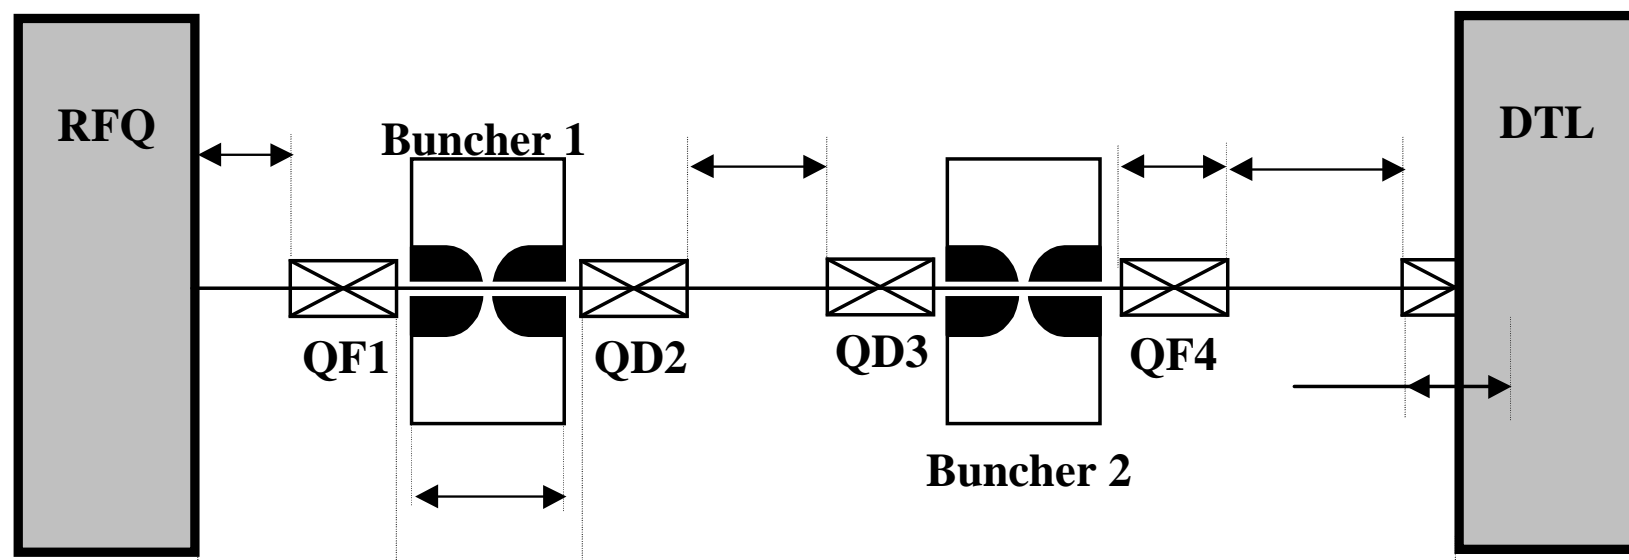 RFQ
Buncher 1
DTL
QF1
QD2
QD3
QF4
Buncher 2